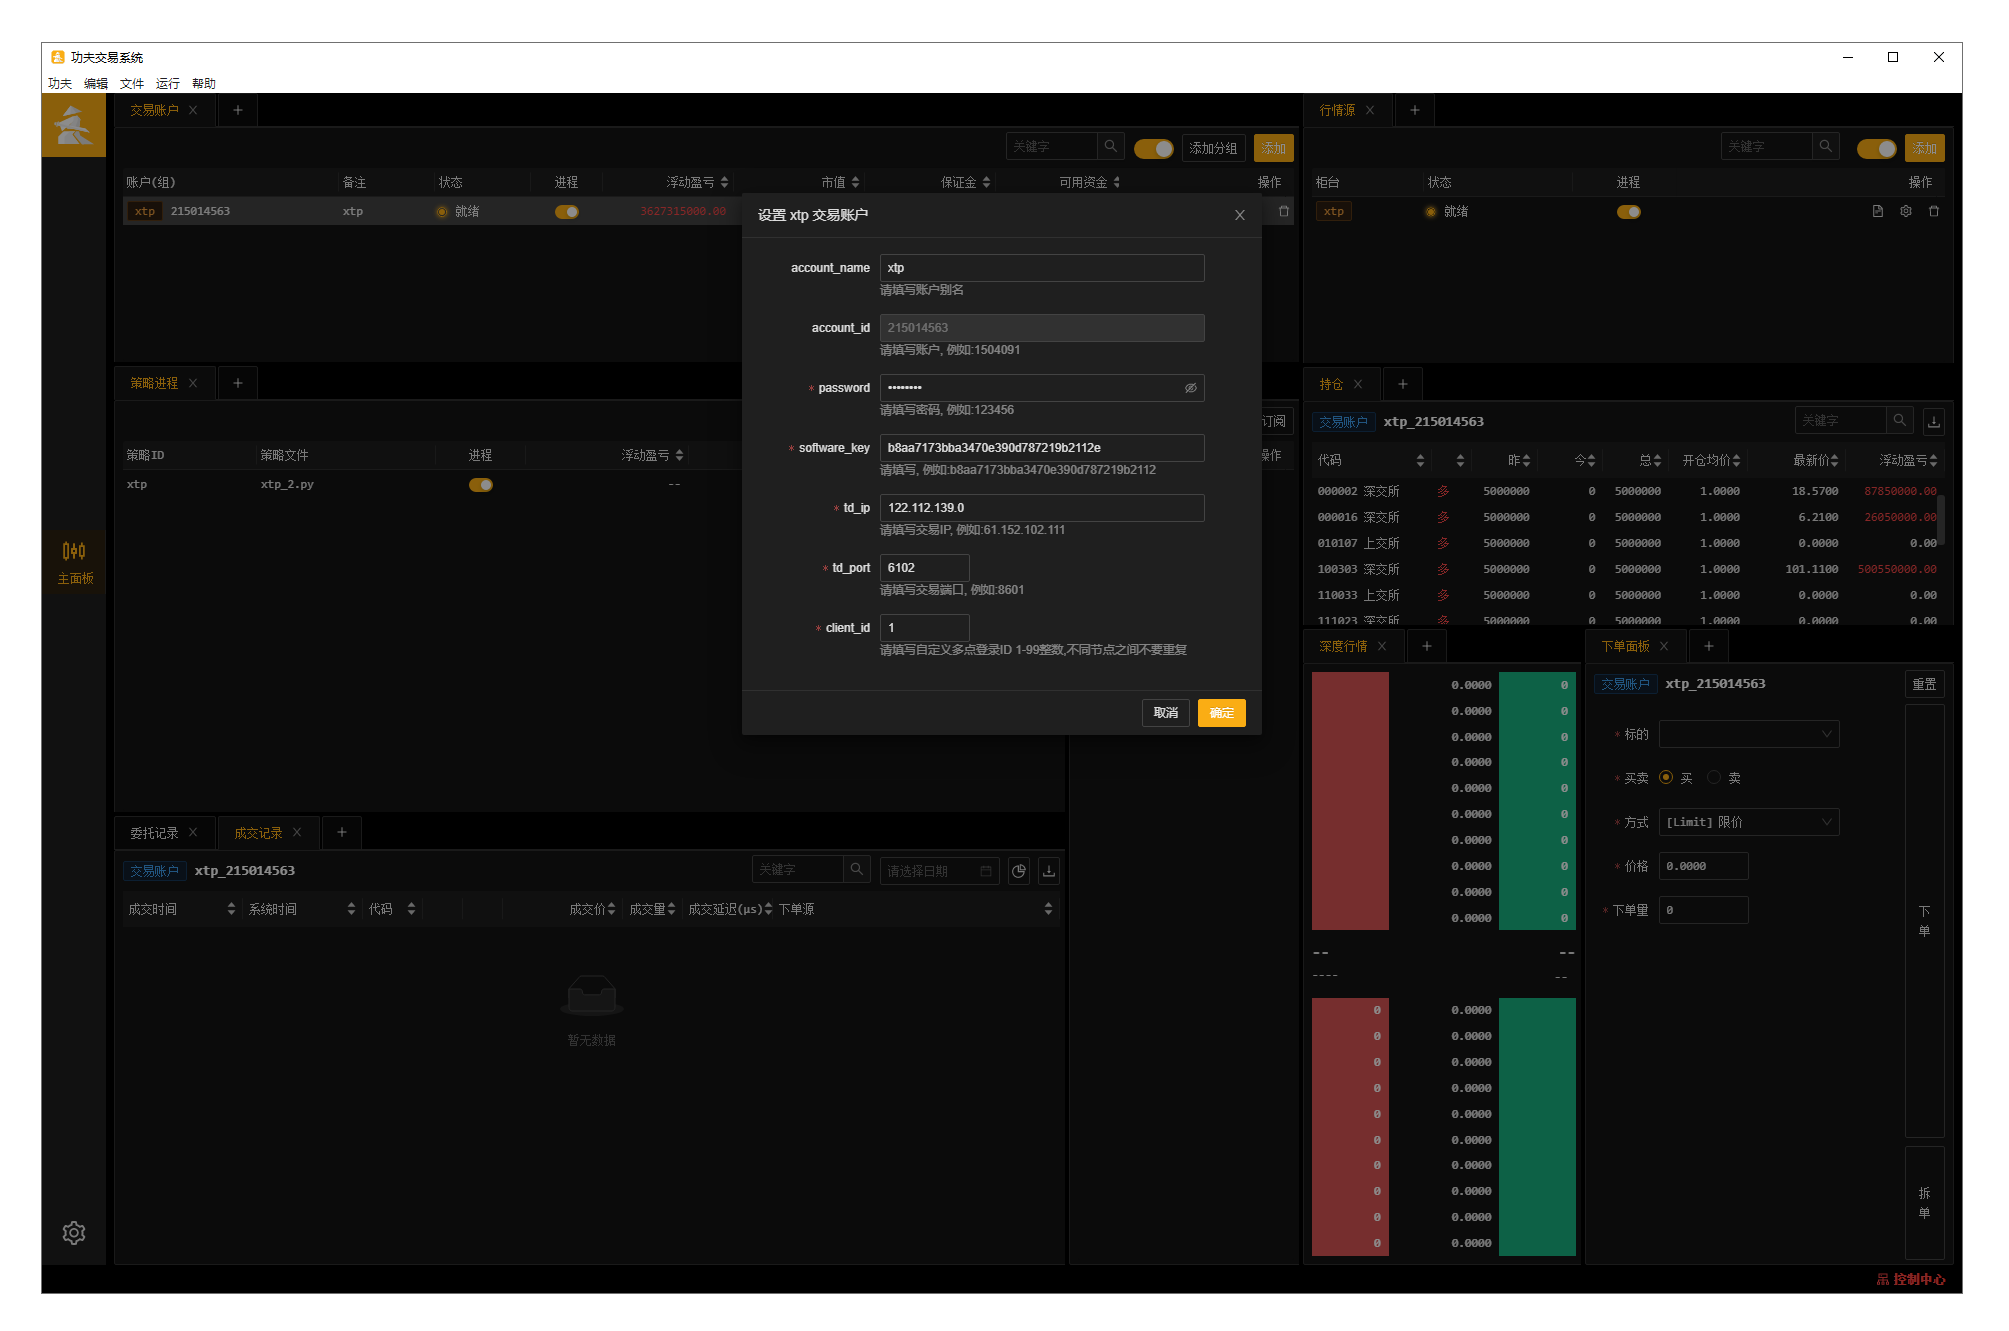 功夫交易系统
功夫 编辑 文件 运行 帮助
交易账户
行情源
关键字 添加分组 添加
关键字 添加
账户(组) 备注 状态 进程 浮动盈亏 市值 保证金 可用资金 操作
柜台 状态 进程 操作
xtp 215014563 xtp 就绪 3627315000.00
xtp 就绪
设置 xtp 交易账户
account_name xtp
请填写账户别名
account_id 215014563
请填写账户, 例如:1504091
* password ••••••••
请填写密码, 例如:123456
* software_key b8aa7173bba3470e390d787219b2112e
请填写, 例如:b8aa7173bba3470e390d787219b2112
* td_ip 122.112.139.0
请填写交易IP, 例如:61.152.102.111
* td_port 6102
请填写交易端口, 例如:8601
* client_id 1
请填写自定义多点登录ID 1-99整数,不同节点之间不要重复
取消 确定
策略进程
订阅
策略ID 策略文件 进程 浮动盈亏 操作
xtp xtp_2.py --
主面板
持仓
交易账户 xtp_215014563 关键字
代码 昨 今 总 开仓均价 最新价 浮动盈亏
000002 深交所 多 5000000 0 5000000 1.0000 18.5700 87850000.00
000016 深交所 多 5000000 0 5000000 1.0000 6.2100 26050000.00
010107 上交所 多 5000000 0 5000000 1.0000 0.0000 0.00
100303 深交所 多 5000000 0 5000000 1.0000 101.1100 500550000.00
110033 上交所 多 5000000 0 5000000 1.0000 0.0000 0.00
111023 深交所 多 5000000 0 5000000 1.0000 0.0000 0.00
委托记录 成交记录
交易账户 xtp_215014563 关键字 请选择日期
成交时间 系统时间 代码 成交价 成交量 成交延迟(μs) 下单源
暂无数据
深度行情
0.0000 0
0.0000 0
0.0000 0
0.0000 0
0.0000 0
0.0000 0
0.0000 0
0.0000 0
0.0000 0
0.0000 0
-- --
---- --
0 0.0000
0 0.0000
0 0.0000
0 0.0000
0 0.0000
0 0.0000
0 0.0000
0 0.0000
0 0.0000
0 0.0000
下单面板
交易账户 xtp_215014563 重置
* 标的
* 买卖 买 卖
* 方式 [Limit] 限价
* 价格 0.0000
* 下单量 0
下单
拆单
控制中心